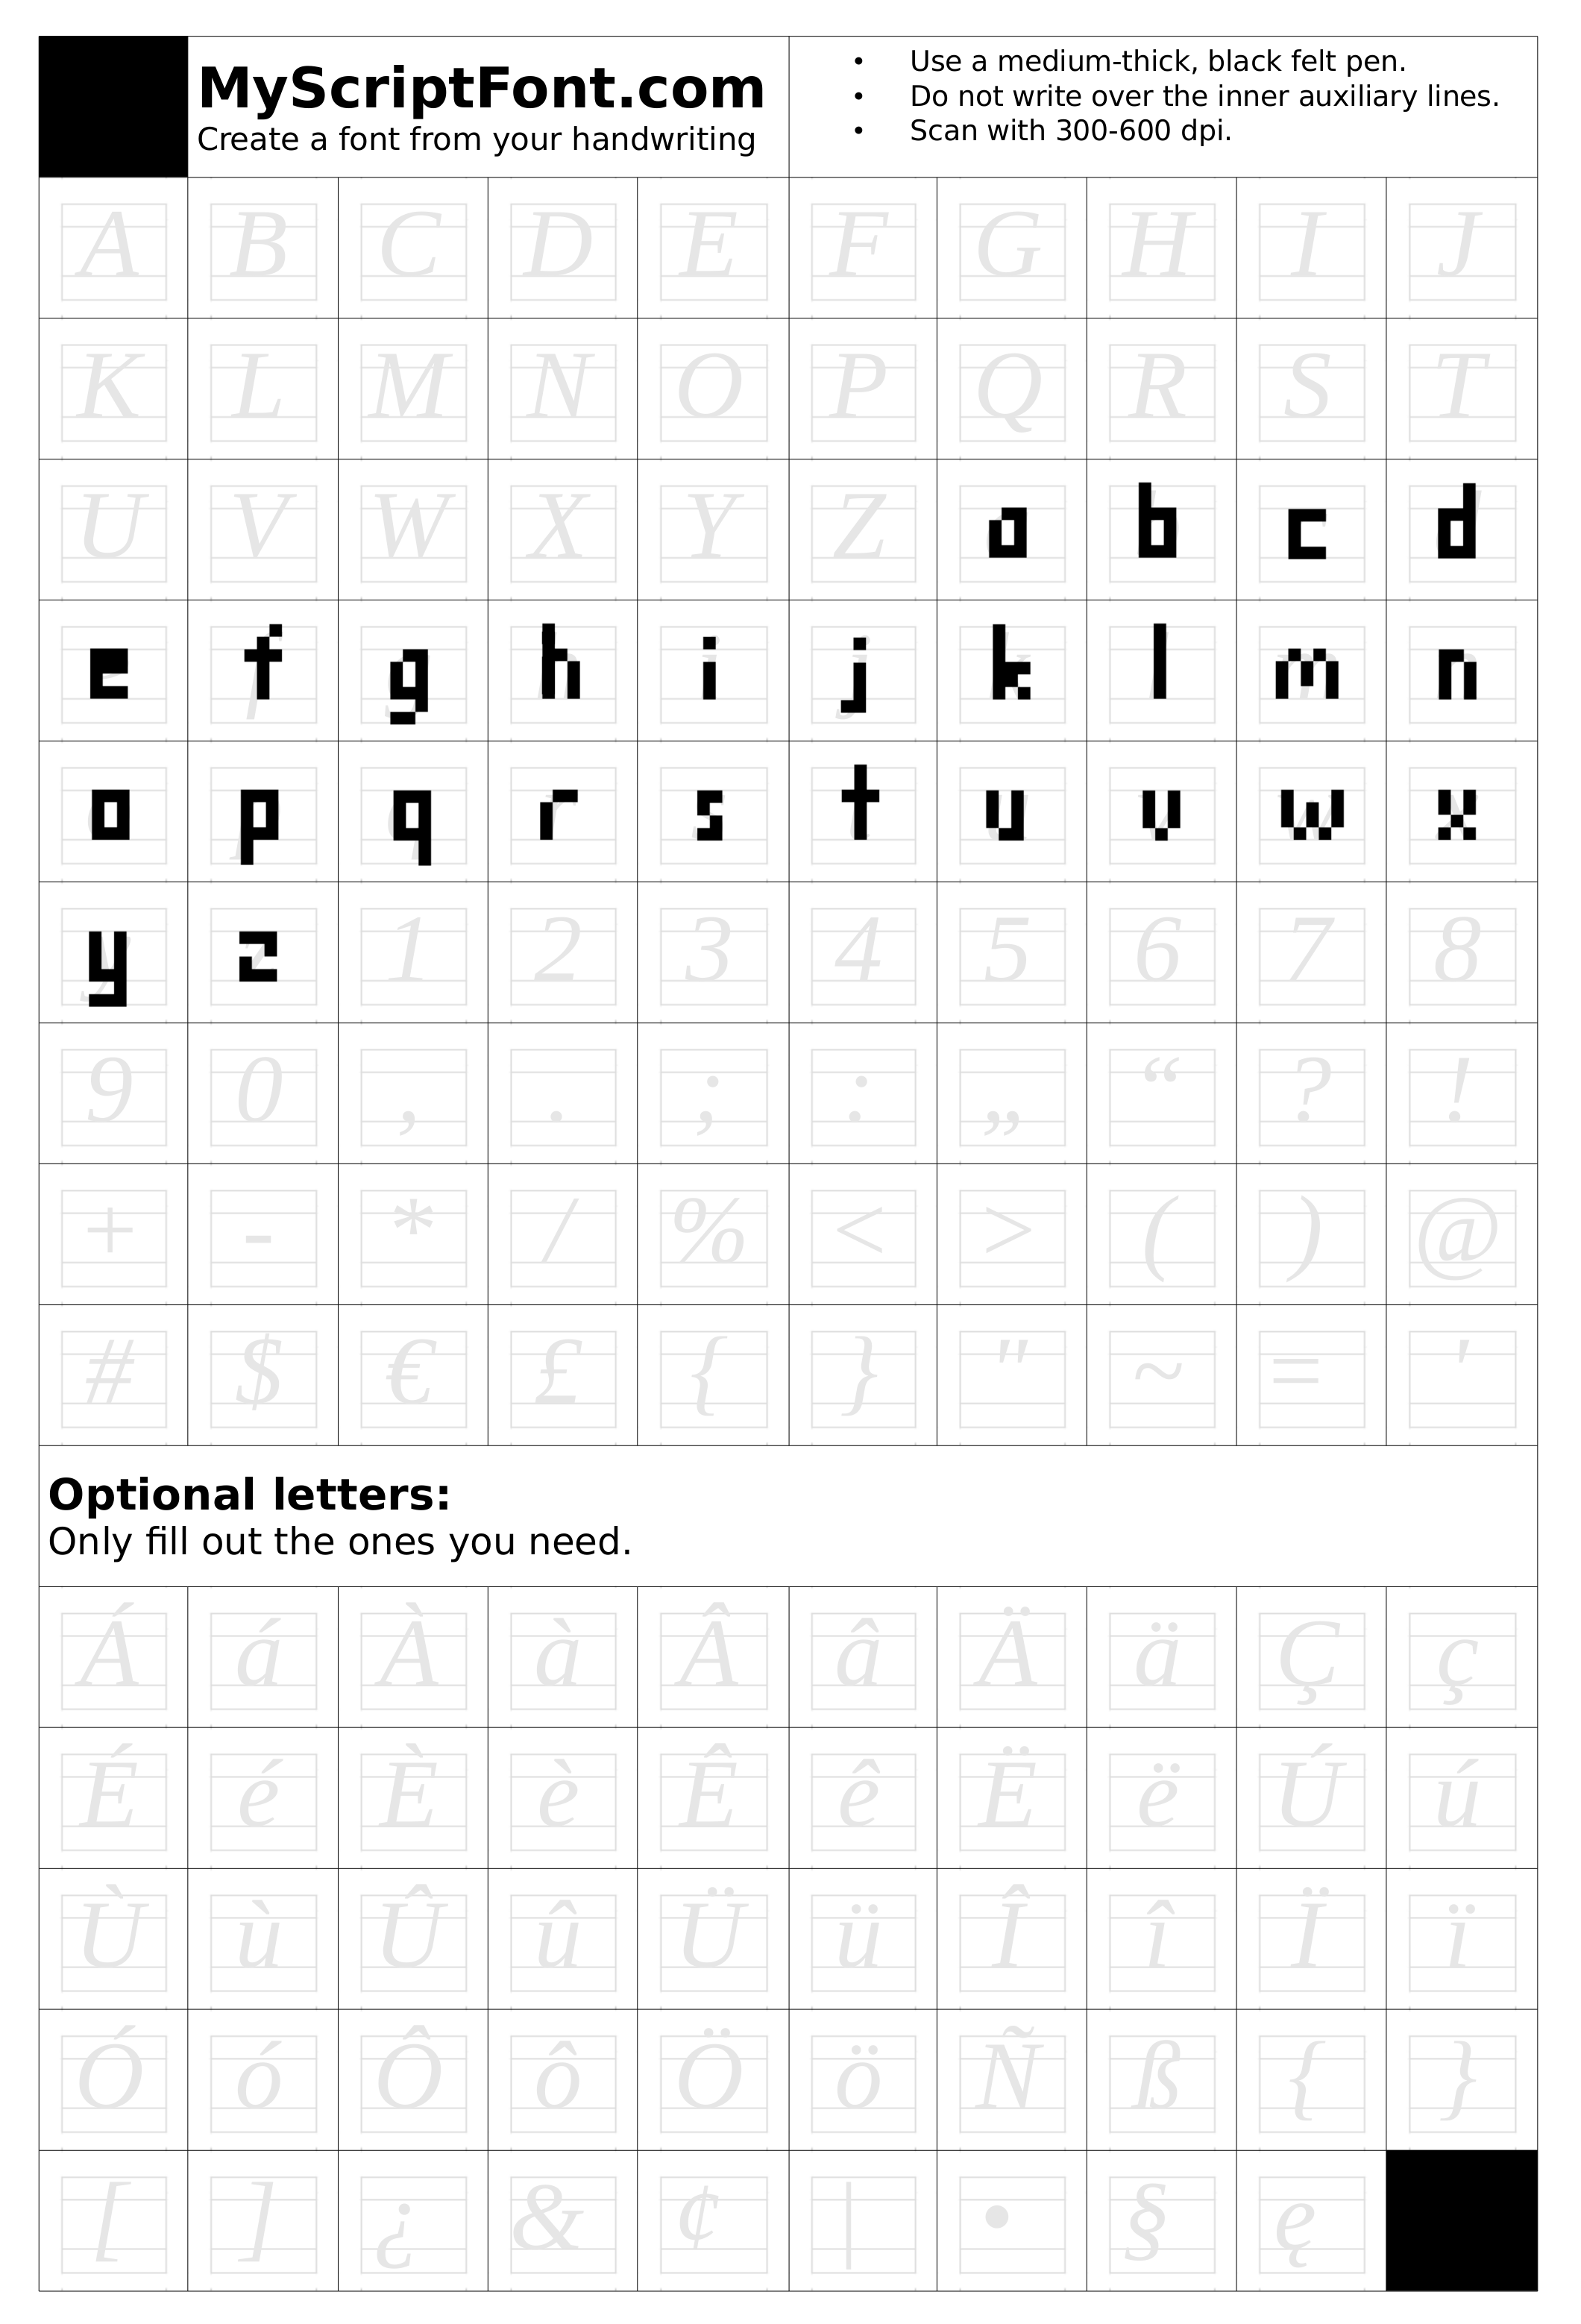 MyScriptFont.com
Create a font from your handwriting
• Use a medium-thick, black felt pen.
• Do not write over the inner auxiliary lines.
• Scan with 300-600 dpi.
A B C D E F G H I J
K L M N O P Q R S T
U V W X Y Z a b c d
e f g h i j k l m n
o p q r s t u v w x
y z 1 2 3 4 5 6 7 8
9 0 , . ; : „ “ ? !
+ - * / % < > ( ) @
# $ € £ { } " ~ = '
Optional letters:
Only fill out the ones you need.
Á á À à Â â Ä ä Ç ç
É é È è Ê ê Ë ë Ú ú
Ù ù Û û Ü ü Î î Ï ï
Ó ó Ô ô Ö ö Ñ ß { }
[ ] ¿ & ¢ | • § ę